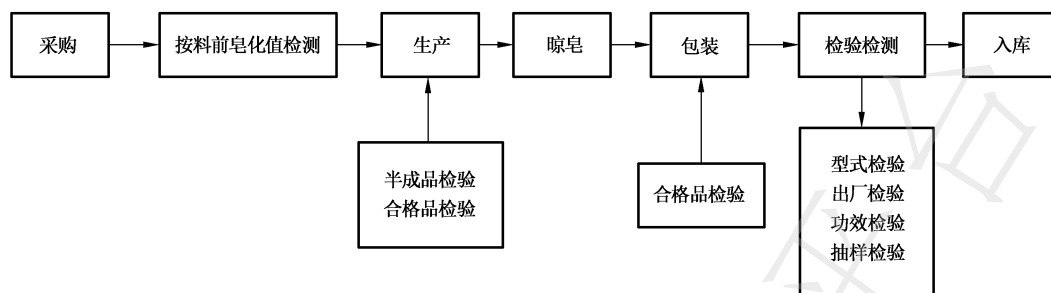 采购
按料前皂化值检测
生产
晾皂
包装
检验检测
入库
半成品检验
合格品检验
合格品检验
型式检验
出厂检验
功效检验
抽样检验